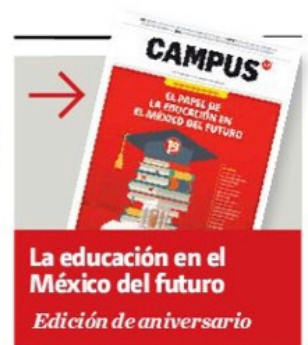 CAMPUS
EL PAPEL DE
LA EDUCACIÓN EN
EL MÉXICO DEL FUTURO
La educación en el
México del futuro
Edición de aniversario